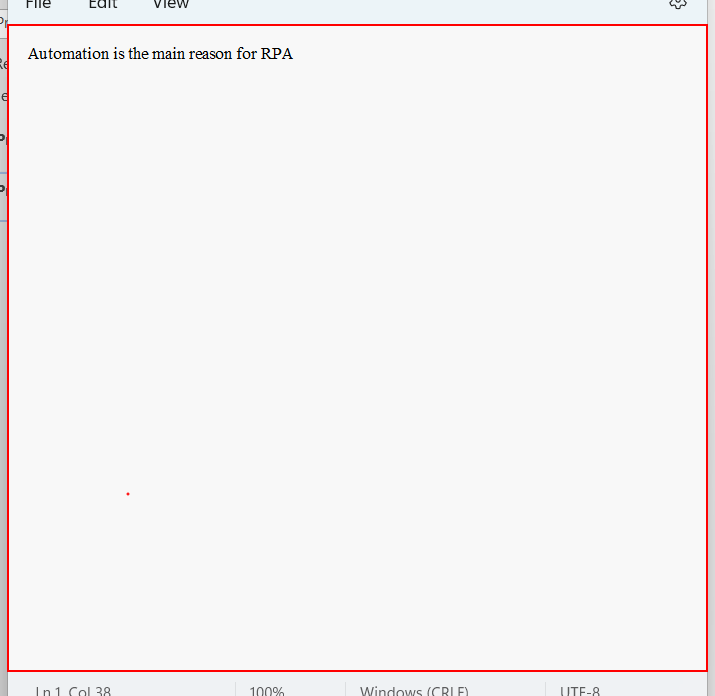 File Edit View
Automation is the main reason for RPA
Ln 1, Col 38 100% Windows (CRLF) UTF-8